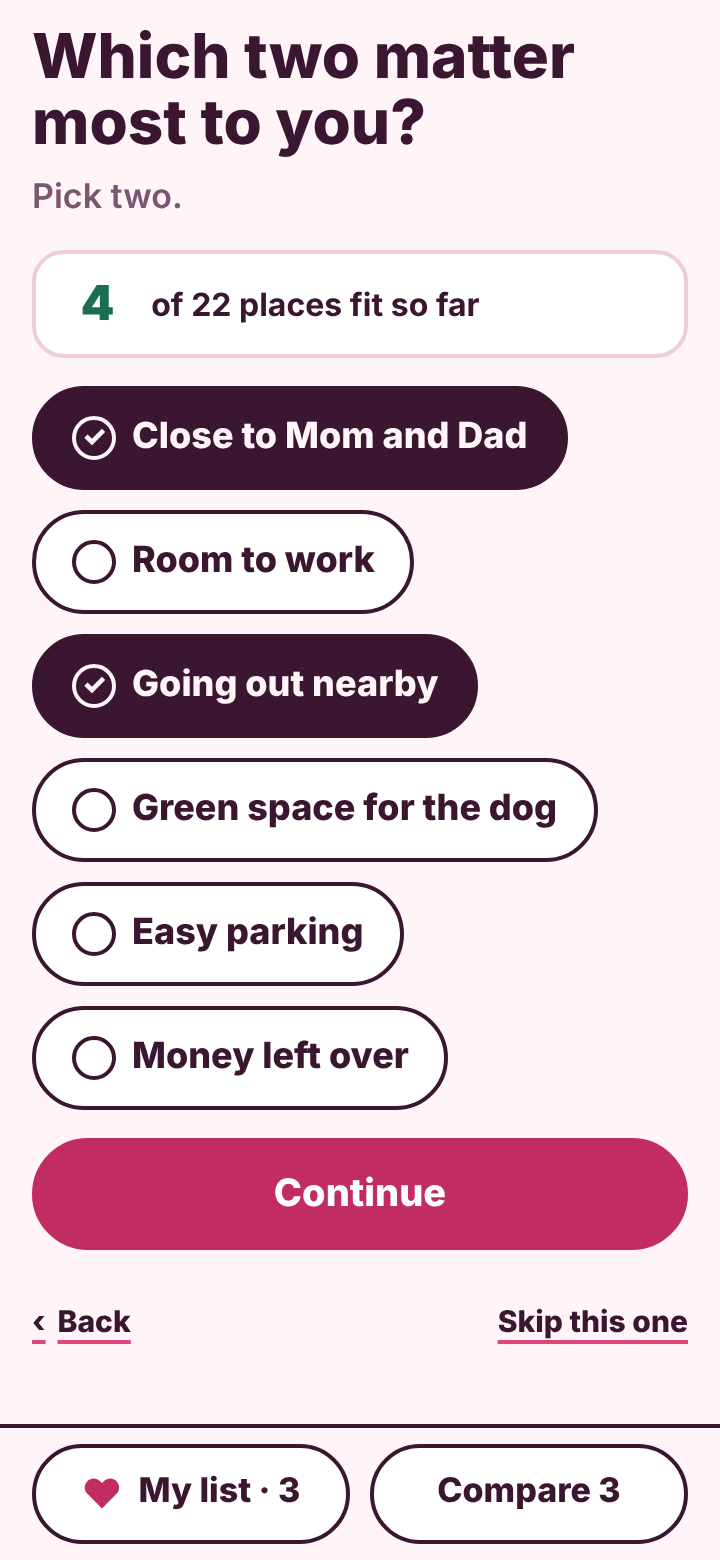 Which two matter
most to you?
Pick two.
4 of 22 places fit so far
Close to Mom and Dad
Room to work
Going out nearby
Green space for the dog
Easy parking
Money left over
Continue
‹ Back
Skip this one
My list · 3
Compare 3